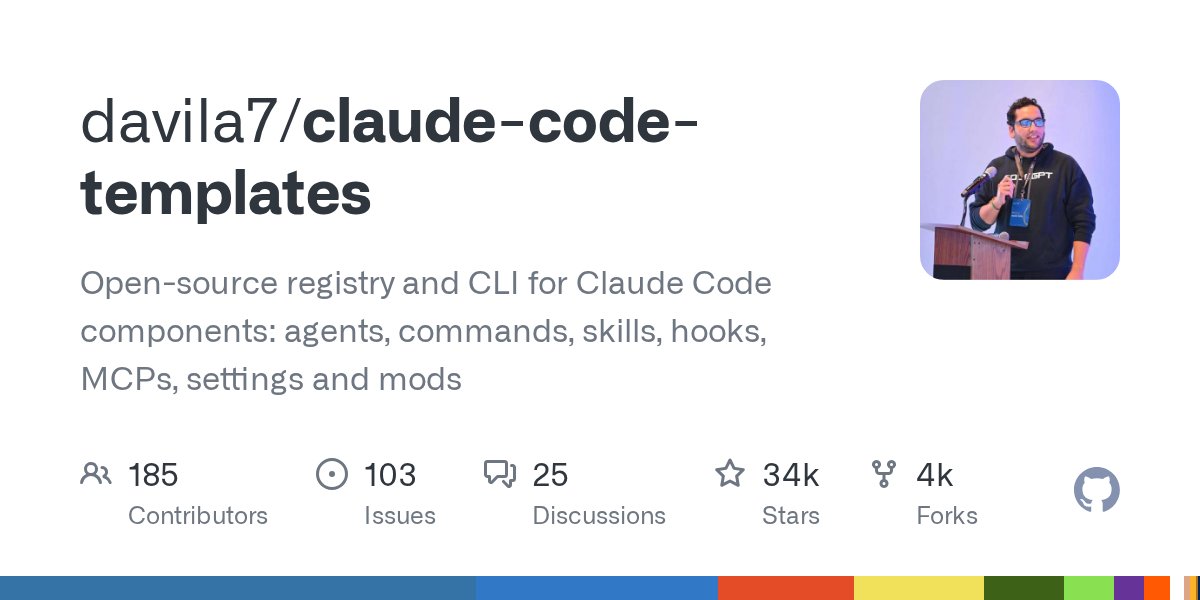 davila7/claude-code-
templates
Open-source registry and CLI for Claude Code
components: agents, commands, skills, hooks,
MCPs, settings and mods
185
Contributors
103
Issues
25
Discussions
34k
Stars
4k
Forks